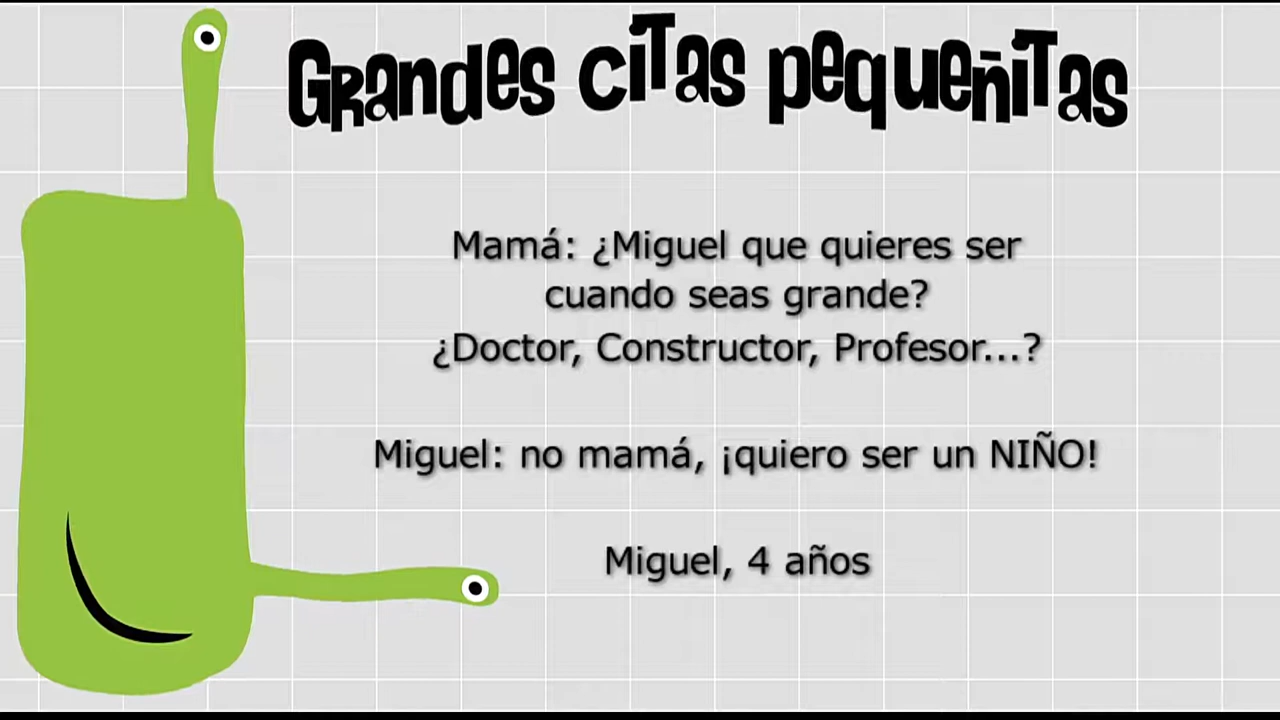 Grandes citas pequeñitas
Mamá: ¿Miguel que quieres ser
cuando seas grande?
¿Doctor, Constructor, Profesor...?
Miguel: no mamá, ¡quiero ser un NIÑO!
Miguel, 4 años